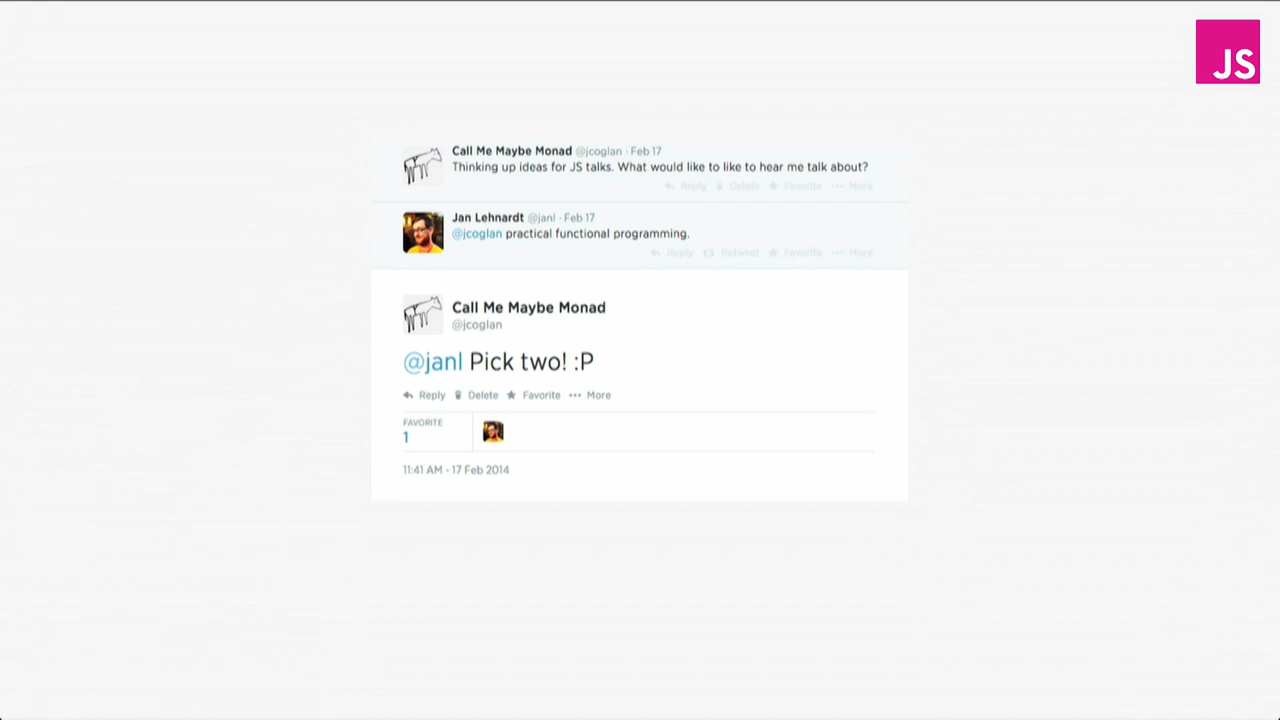 JS
Call Me Maybe Monad @jcoglan · Feb 17
Thinking up ideas for JS talks. What would like to like to hear me talk about?
Reply Delete Favorite ••• More
Jan Lehnardt @janl · Feb 17
@jcoglan practical functional programming.
Reply Retweet Favorite ••• More
Call Me Maybe Monad
@jcoglan
@janl Pick two! :P
Reply Delete Favorite ••• More
FAVORITE
1
11:41 AM - 17 Feb 2014